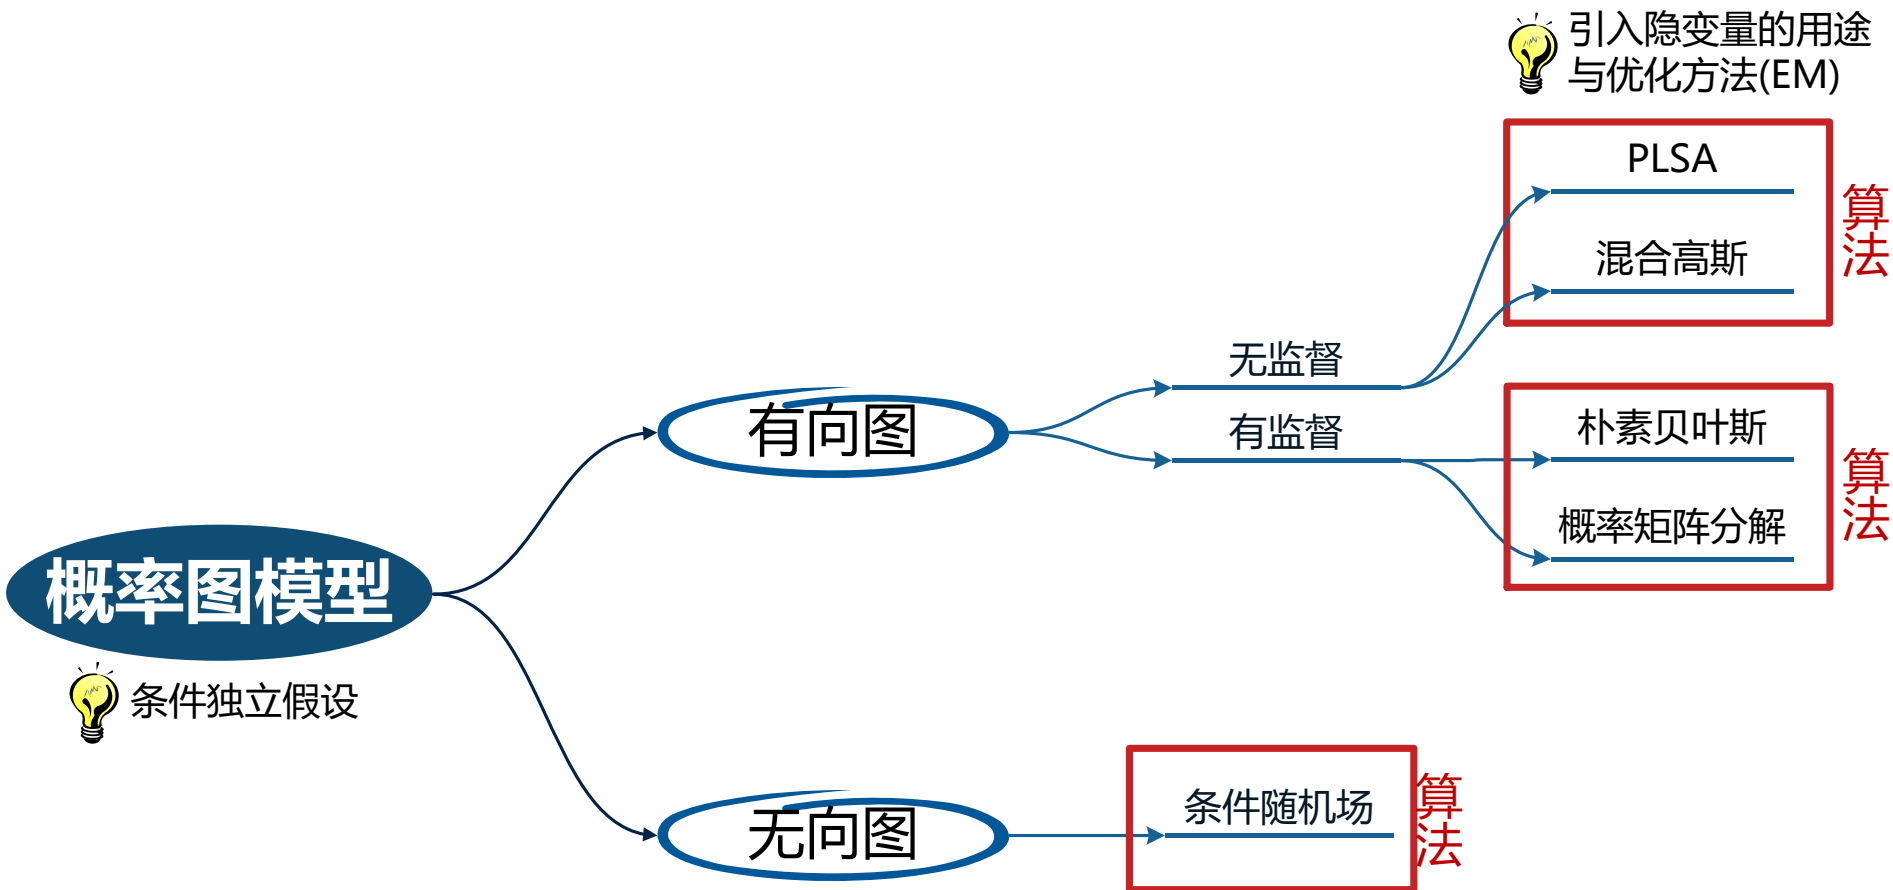 引入隐变量的用途
与优化方法(EM)
PLSA
混合高斯
算法
无监督
有向图
有监督
朴素贝叶斯
概率矩阵分解
算法
概率图模型
条件独立假设
条件随机场
算法
无向图